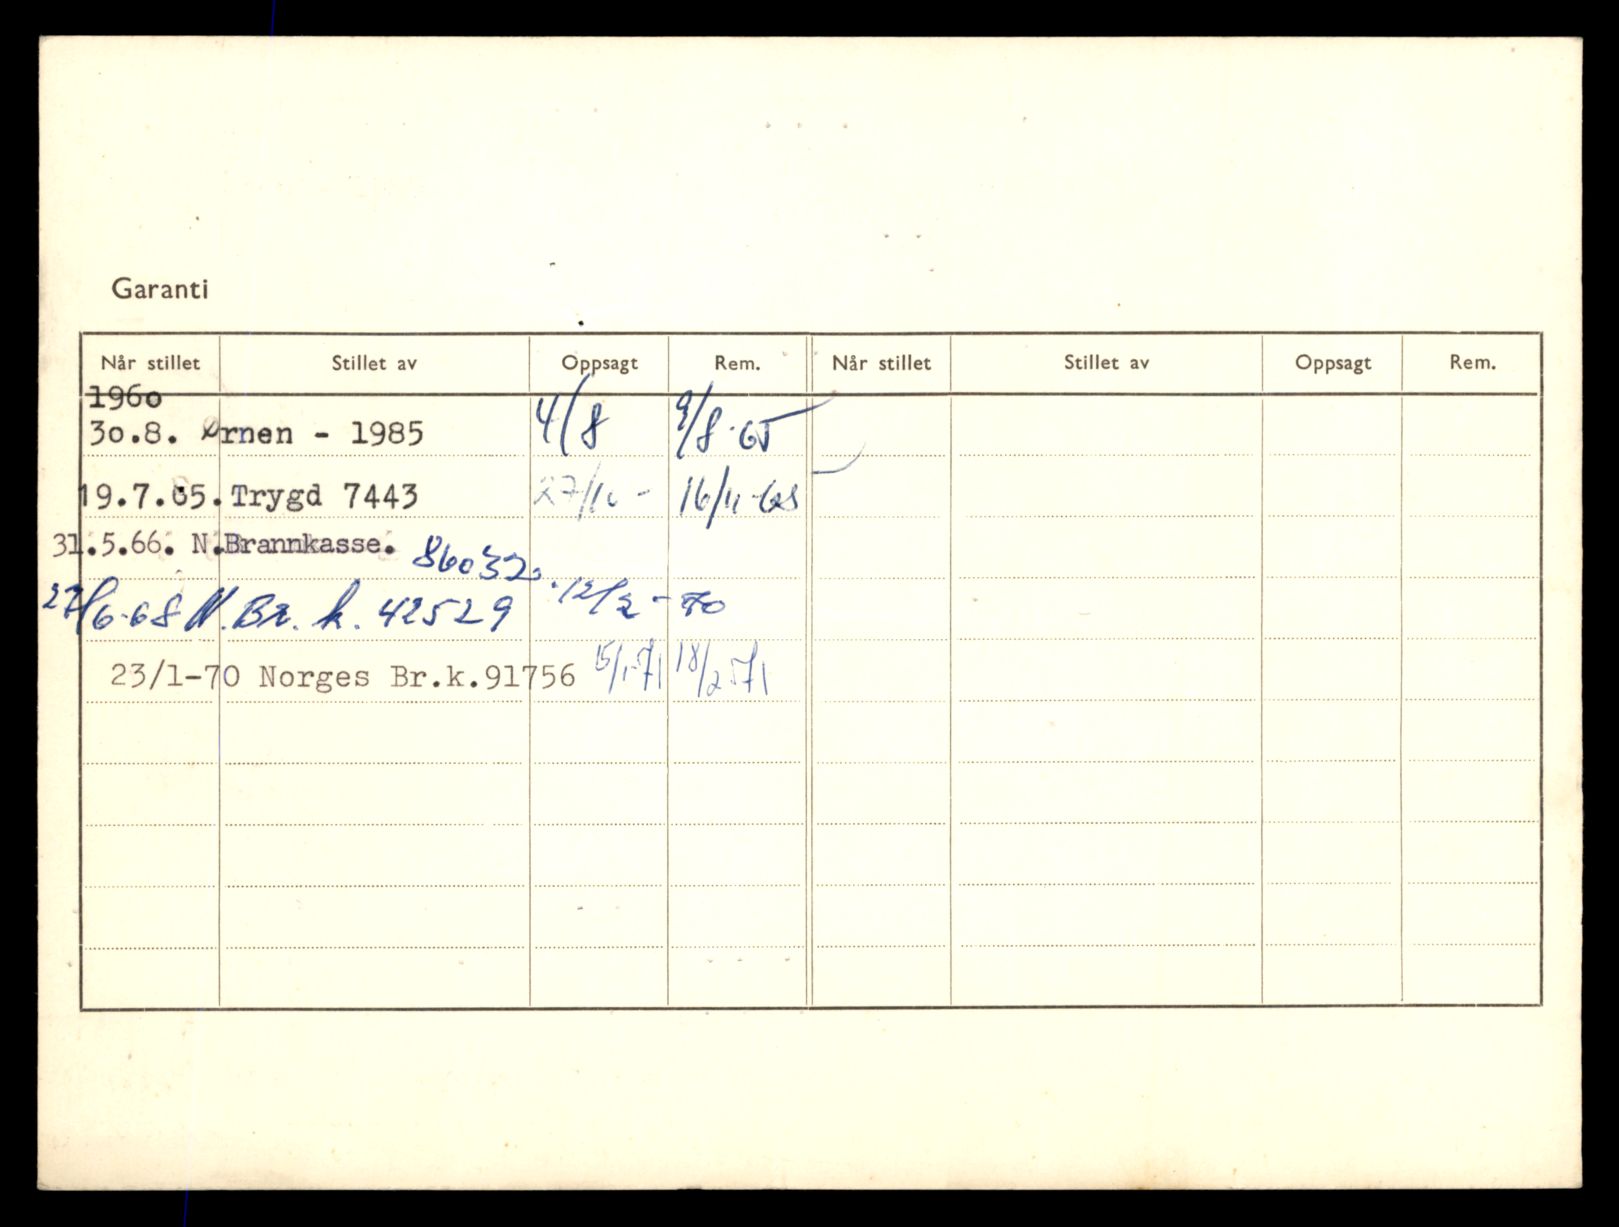 Garanti
Når stillet Stillet av Oppsagt Rem. Når stillet Stillet av Oppsagt Rem.
1960
30.8. Ørnen - 1985 4/8 9/8-65
19.7.65. Trygd 7443 27/10 - 16/11-68
31.5.66. N.Brannkasse. 86032
27/6-68 N. Br. k. 42529 12/2-70
23/1-70 Norges Br.k.91756 15/1-71 18/2-71